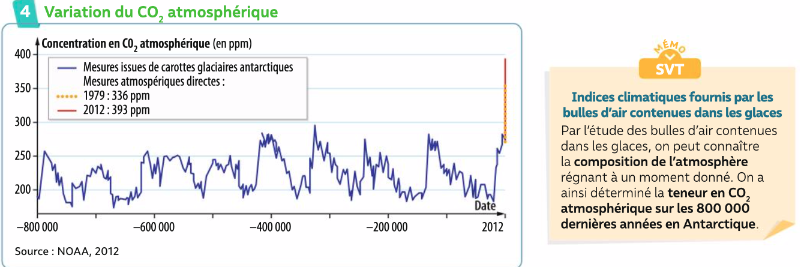 4 Variation du CO₂ atmosphérique
Concentration en CO₂ atmosphérique (en ppm)
400
350
300
250
200
Mesures issues de carottes glaciaires antarctiques
Mesures atmospériques directes :
1979 : 336 ppm
2012 : 393 ppm
Date
−800 000
−600 000
−400 000
−200 000
2012
Source : NOAA, 2012
MÉMO
SVT
Indices climatiques fournis par les
bulles d'air contenues dans les glaces
Par l'étude des bulles d'air contenues
dans les glaces, on peut connaître
la composition de l'atmosphère
régnant à un moment donné. On a
ainsi déterminé la teneur en CO₂
atmosphérique sur les 800 000
dernières années en Antarctique.